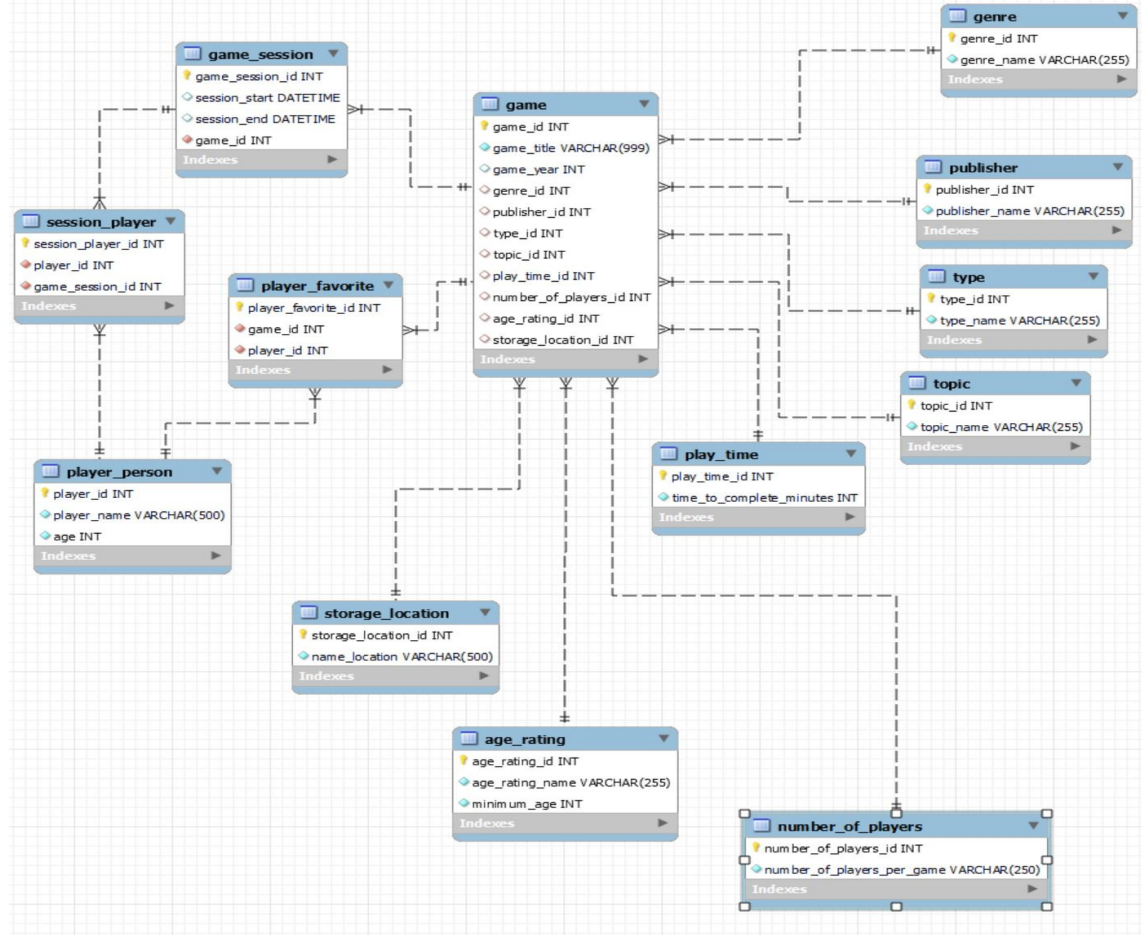 genre
genre_id INT
genre_name VARCHAR(255)
Indexes
game_session
game_session_id INT
session_start DATETIME
session_end DATETIME
game_id INT
Indexes
game
game_id INT
game_title VARCHAR(999)
game_year INT
genre_id INT
publisher_id INT
type_id INT
topic_id INT
play_time_id INT
number_of_players_id INT
age_rating_id INT
storage_location_id INT
Indexes
publisher
publisher_id INT
publisher_name VARCHAR(255)
Indexes
session_player
session_player_id INT
player_id INT
game_session_id INT
Indexes
player_favorite
player_favorite_id INT
game_id INT
player_id INT
Indexes
type
type_id INT
type_name VARCHAR(255)
Indexes
topic
topic_id INT
topic_name VARCHAR(255)
Indexes
player_person
player_id INT
player_name VARCHAR(500)
age INT
Indexes
play_time
play_time_id INT
time_to_complete_minutes INT
Indexes
storage_location
storage_location_id INT
name_location VARCHAR(500)
Indexes
age_rating
age_rating_id INT
age_rating_name VARCHAR(255)
minimum_age INT
Indexes
number_of_players
number_of_players_id INT
number_of_players_per_game VARCHAR(250)
Indexes